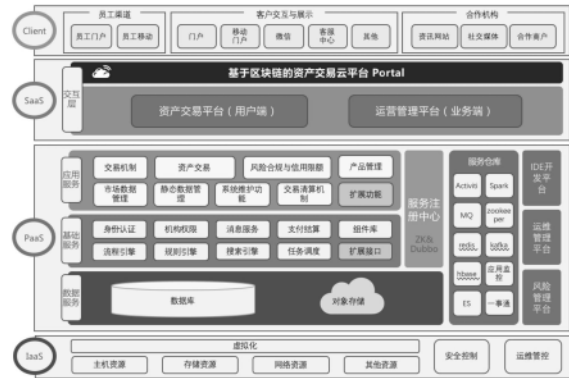 Client
员工渠道
员工门户
员工移动
客户交互与展示
门户
移动
门户
微信
客服
中心
其他
合作机构
资讯网站
社交媒体
合作商户
SaaS
交互
层
基于区块链的资产交易云平台 Portal
资产交易平台（用户端）
运营管理平台（业务端）
PaaS
应用
服务
交易机制
资产交易
风险合规与信用限额
产品管理
市场数据
管理
静态数据管
理
系统维护功
能
交易清算机
制
扩展功能
基础
服务
身份认证
机构权限
消息服务
支付结算
组件库
流程引擎
规则引擎
搜索引擎
任务调度
扩展接口
数据
服务
数据库
对象存储
服务注
册中心
ZK&
Dubbo
服务仓库
Activiti
Spark
MQ
zookee
per
redis
kafka
hbase
应用监
控
ES
一事通
IDE开
发平
台
运维
管理
平台
风险
管理
平台
IaaS
虚拟化
主机资源
存储资源
网络资源
其他资源
安全控制
运维管控